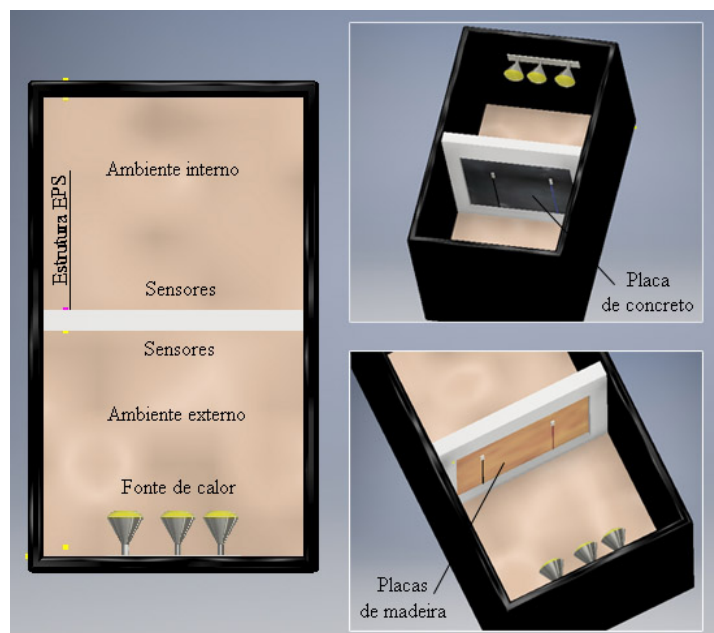 Ambiente interno
Estrutura EPS
Sensores
Sensores
Ambiente externo
Fonte de calor
Placa
de concreto
Placas
de madeira